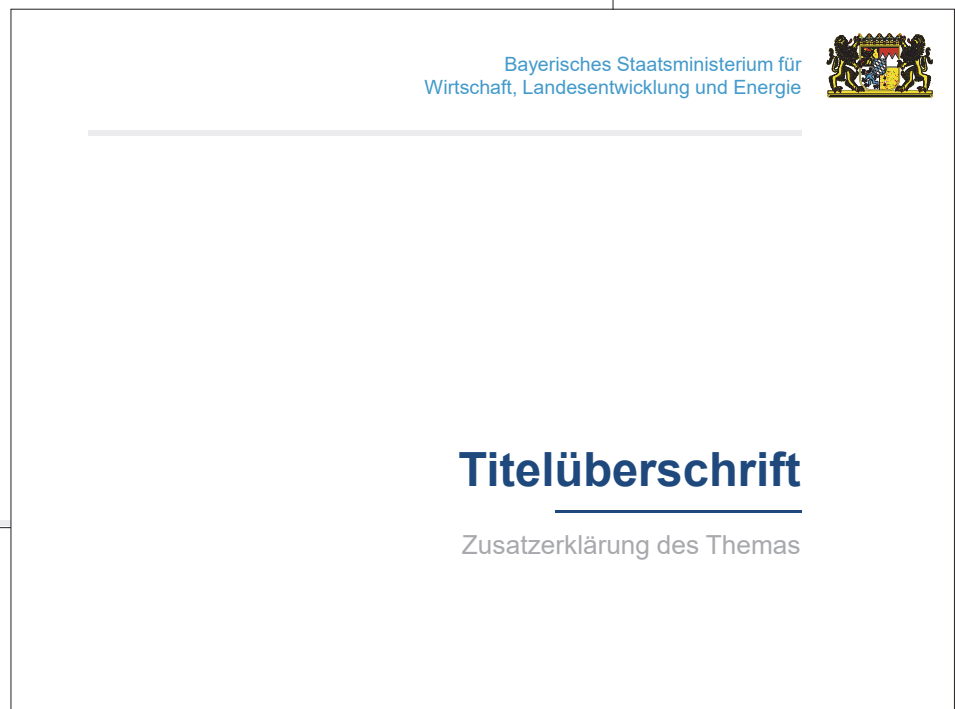 Bayerisches Staatsministerium für
Wirtschaft, Landesentwicklung und Energie
Titelüberschrift
Zusatzerklärung des Themas